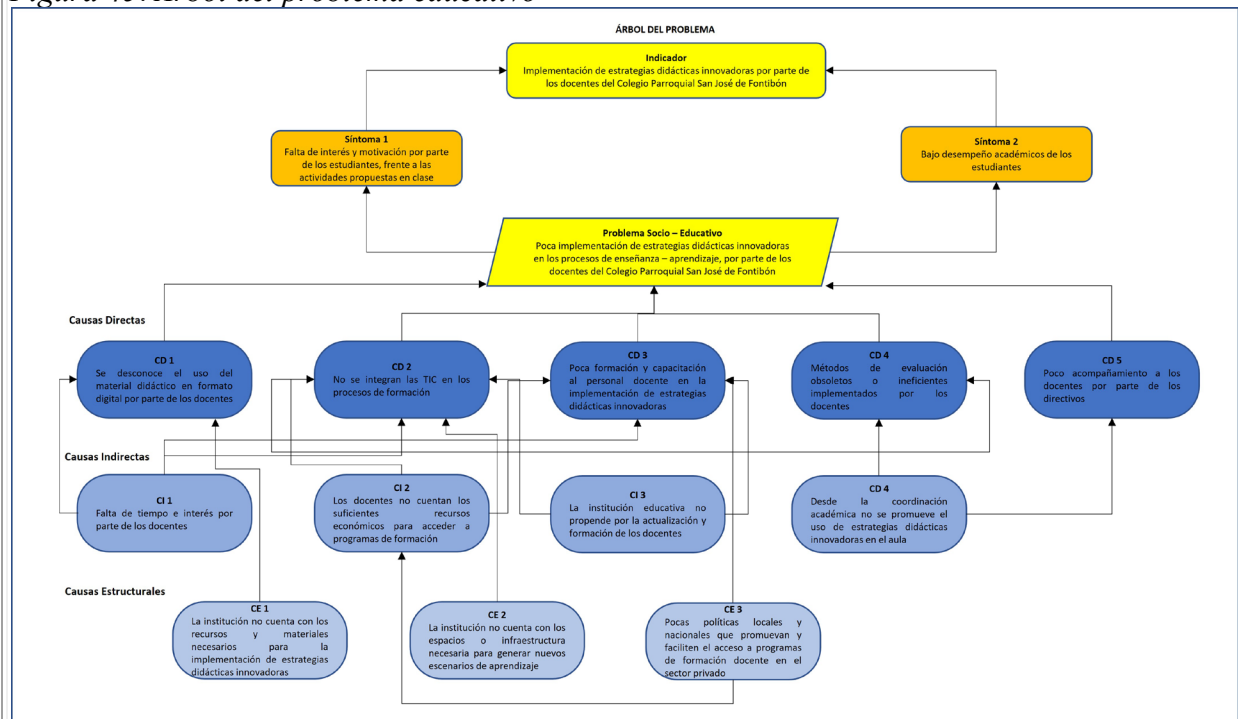 ÁRBOL DEL PROBLEMA
Indicador
Implementación de estrategias didácticas innovadoras por parte de
los docentes del Colegio Parroquial San José de Fontibón
Síntoma 1
Falta de interés y motivación por parte
de los estudiantes, frente a las
actividades propuestas en clase
Síntoma 2
Bajo desempeño académicos de los
estudiantes
Problema Socio – Educativo
Poca implementación de estrategias didácticas innovadoras
en los procesos de enseñanza – aprendizaje, por parte de los
docentes del Colegio Parroquial San José de Fontibón
Causas Directas
CD 1
Se desconoce el uso del
material didáctico en formato
digital por parte de los docentes
CD 2
No se integran las TIC en los
procesos de formación
CD 3
Poca formación y capacitación
al personal docente en la
implementación de estrategias
didácticas innovadoras
CD 4
Métodos de evaluación
obsoletos o ineficientes
implementados por los
docentes
CD 5
Poco acompañamiento a los
docentes por parte de los
directivos
Causas Indirectas
CI 1
Falta de tiempo e interés por
parte de los docentes
CI 2
Los docentes no cuentan los
suficientes recursos
económicos para acceder a
programas de formación
CI 3
La institución educativa no
propende por la actualización y
formación de los docentes
CD 4
Desde la coordinación
académica no se promueve el
uso de estrategias didácticas
innovadoras en el aula
Causas Estructurales
CE 1
La institución no cuenta con los
recursos y materiales
necesarios para la
implementación de estrategias
didácticas innovadoras
CE 2
La institución no cuenta con los
espacios o infraestructura
necesaria para generar nuevos
escenarios de aprendizaje
CE 3
Pocas políticas locales y
nacionales que promuevan y
faciliten el acceso a programas
de formación docente en el
sector privado